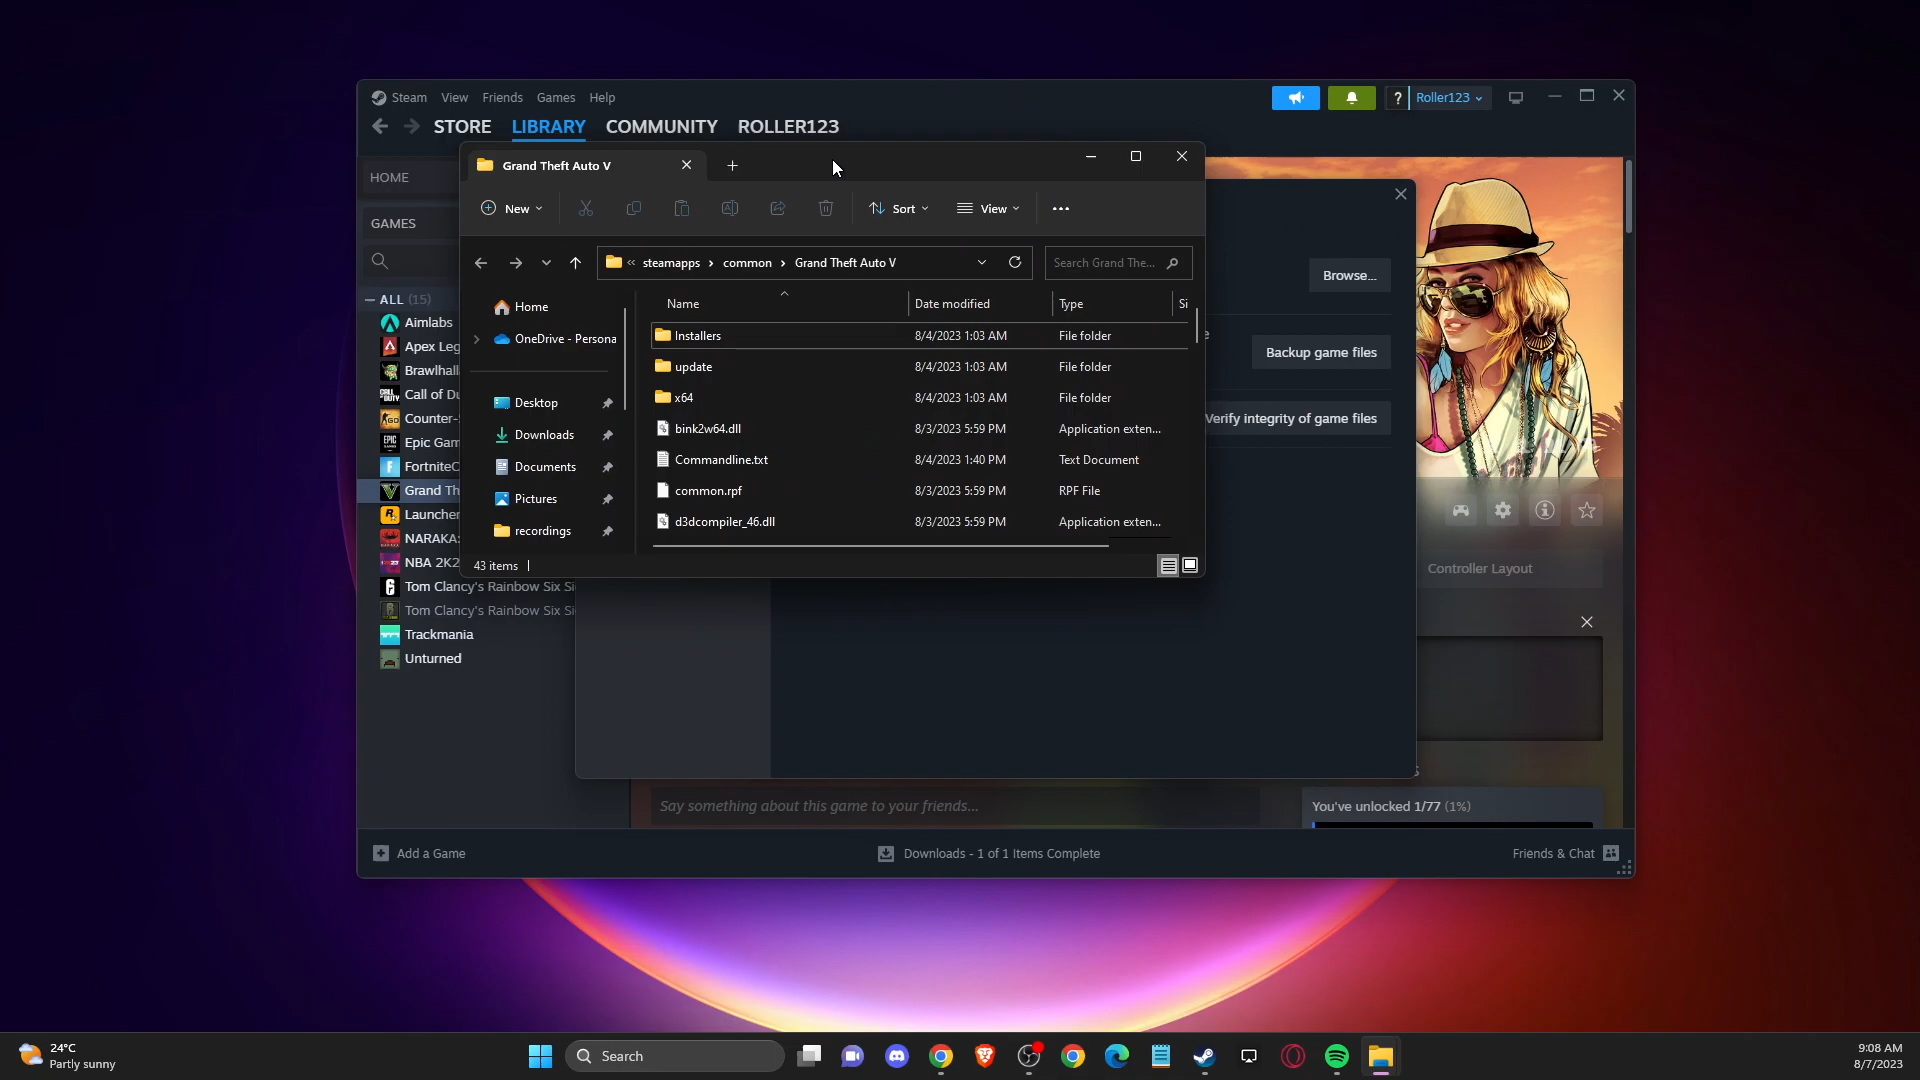 Steam View Friends Games Help
? Roller123
STORE LIBRARY COMMUNITY ROLLER123
HOME
GAMES
ALL (15)
Aimlabs
Apex Leg
Brawlhall
Call of Du
Counter-
Epic Gam
FortniteC
Grand Th
Launcher
NARAKA:
NBA 2K2
Tom Clancy's Rainbow Six Si
Tom Clancy's Rainbow Six Si
Trackmania
Unturned
Grand Theft Auto V
New Sort View
« steamapps > common > Grand Theft Auto V
Search Grand The...
Home
OneDrive - Persona
Desktop
Downloads
Documents
Pictures
recordings
Name Date modified Type Si
Installers 8/4/2023 1:03 AM File folder
update 8/4/2023 1:03 AM File folder
x64 8/4/2023 1:03 AM File folder
bink2w64.dll 8/3/2023 5:59 PM Application exten...
Commandline.txt 8/4/2023 1:40 PM Text Document
common.rpf 8/3/2023 5:59 PM RPF File
d3dcompiler_46.dll 8/3/2023 5:59 PM Application exten...
43 items
Browse...
Backup game files
Verify integrity of game files
Controller Layout
Say something about this game to your friends...
You've unlocked 1/77 (1%)
Add a Game
Downloads - 1 of 1 Items Complete
Friends & Chat
24°C
Partly sunny
Search
9:08 AM
8/7/2023